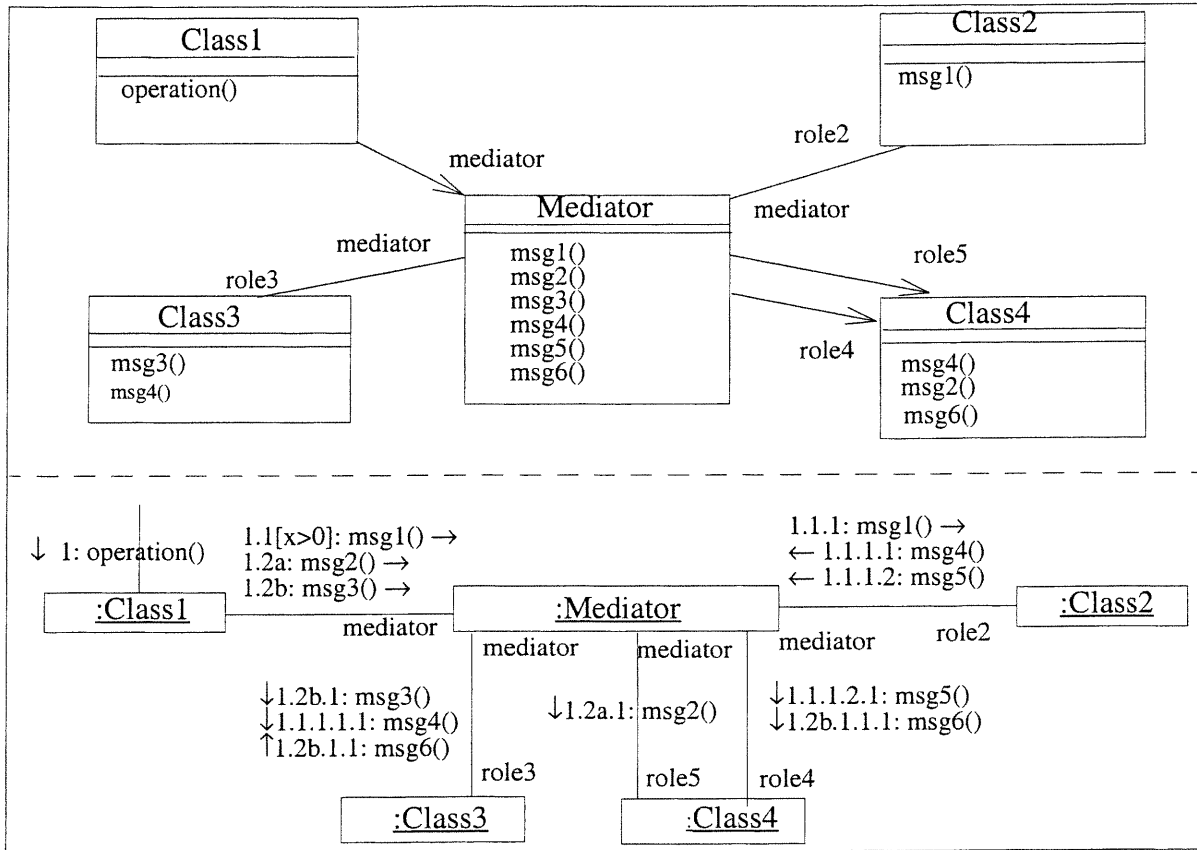 Class1
operation()
Class2
msg1()
role2
mediator
mediator
Mediator
msg1()
msg2()
msg3()
msg4()
msg5()
msg6()
mediator
role3
Class3
msg3()
msg4()
role5
role4
Class4
msg4()
msg2()
msg6()
↓ 1: operation()
1.1[x>0]: msg1() →
1.2a: msg2() →
1.2b: msg3() →
1.1.1: msg1() →
← 1.1.1.1: msg4()
← 1.1.1.2: msg5()
:Class1
:Mediator
:Class2
mediator
mediator
mediator
mediator
role2
↓1.2b.1: msg3()
↓1.1.1.1.1: msg4()
↑1.2b.1.1: msg6()
↓1.2a.1: msg2()
↓1.1.1.2.1: msg5()
↓1.2b.1.1.1: msg6()
role3
role5
role4
:Class3
:Class4